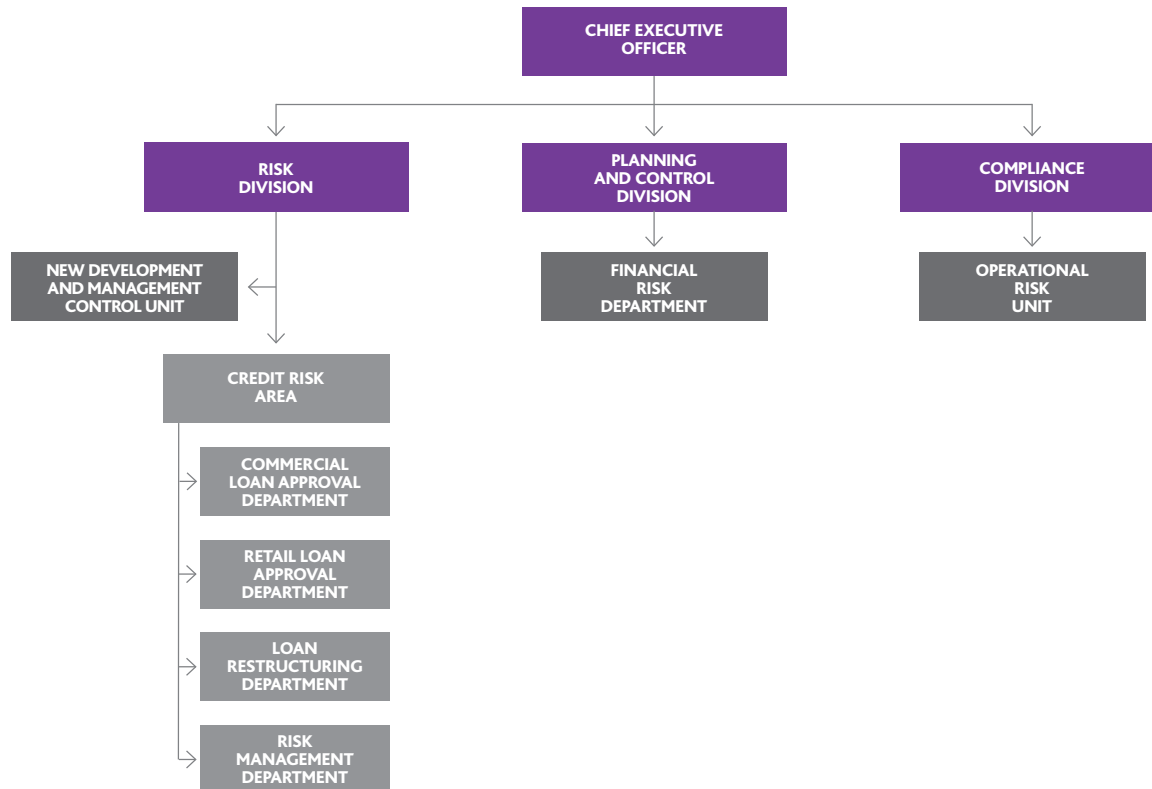 CHIEF EXECUTIVE
OFFICER
RISK
DIVISION
PLANNING
AND CONTROL
DIVISION
COMPLIANCE
DIVISION
NEW DEVELOPMENT
AND MANAGEMENT
CONTROL UNIT
FINANCIAL
RISK
DEPARTMENT
OPERATIONAL
RISK
UNIT
CREDIT RISK
AREA
COMMERCIAL
LOAN APPROVAL
DEPARTMENT
RETAIL LOAN
APPROVAL
DEPARTMENT
LOAN
RESTRUCTURING
DEPARTMENT
RISK
MANAGEMENT
DEPARTMENT